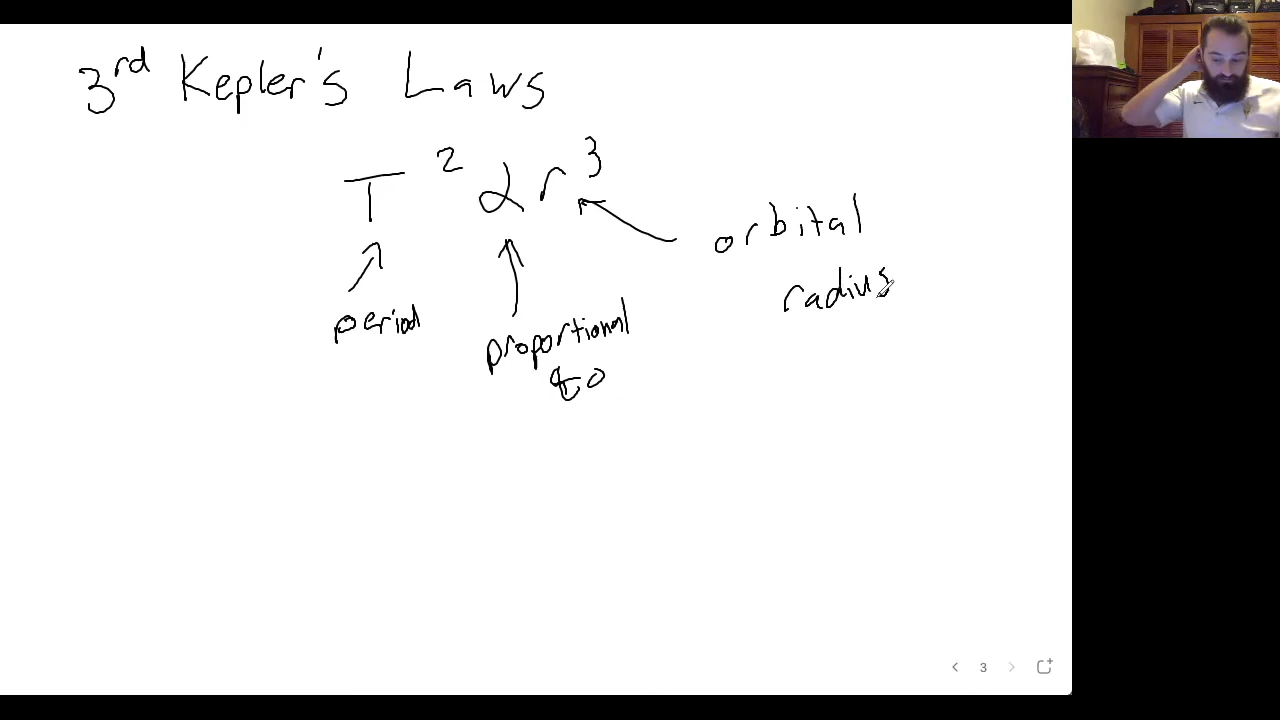 3rd Kepler's Laws
T² α r³
orbital
radius
period
proportional
to
3